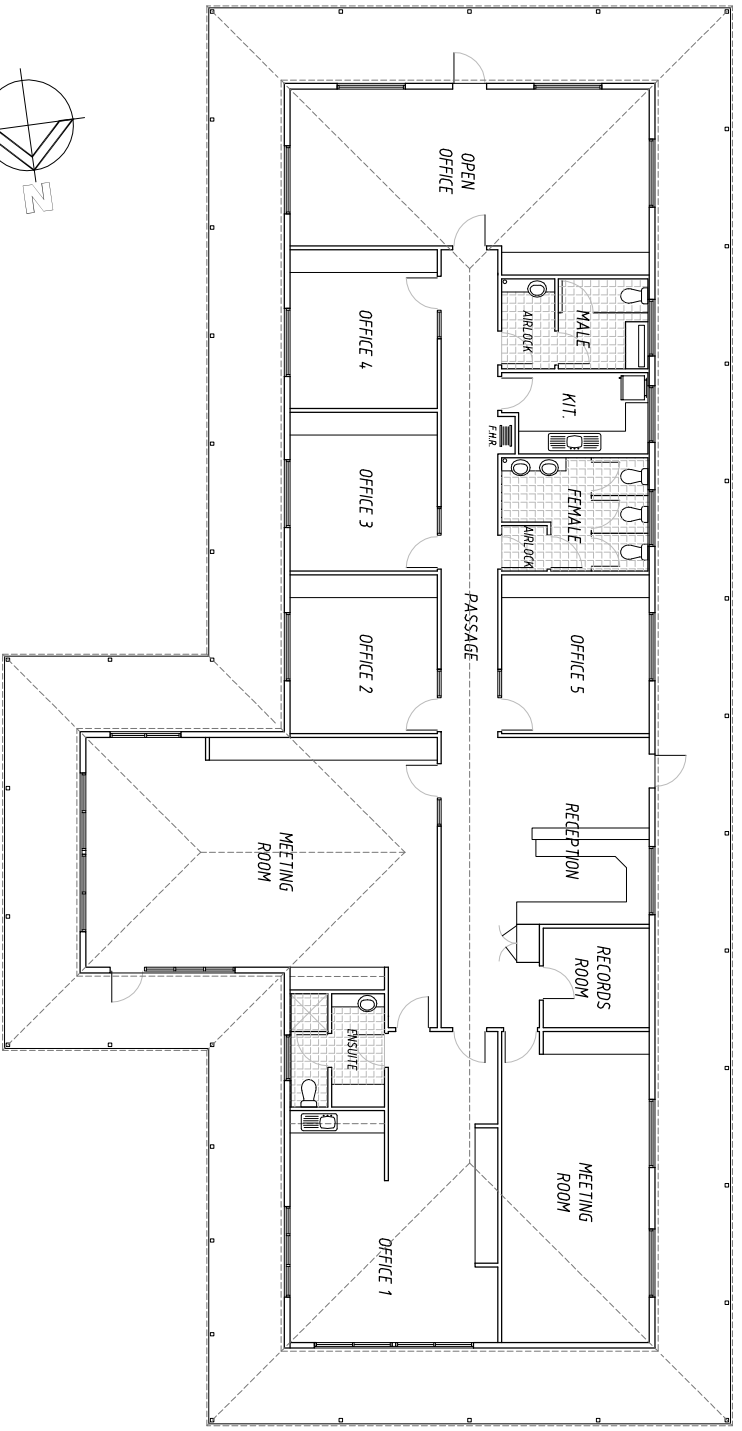 N
OPEN
OFFICE
OFFICE 4
AIRLOCK
MALE
KIT.
F.H.R.
OFFICE 3
FEMALE
AIRLOCK
PASSAGE
OFFICE 2
OFFICE 5
MEETING
ROOM
RECEPTION
RECORDS
ROOM
ENSUITE
MEETING
ROOM
OFFICE 1